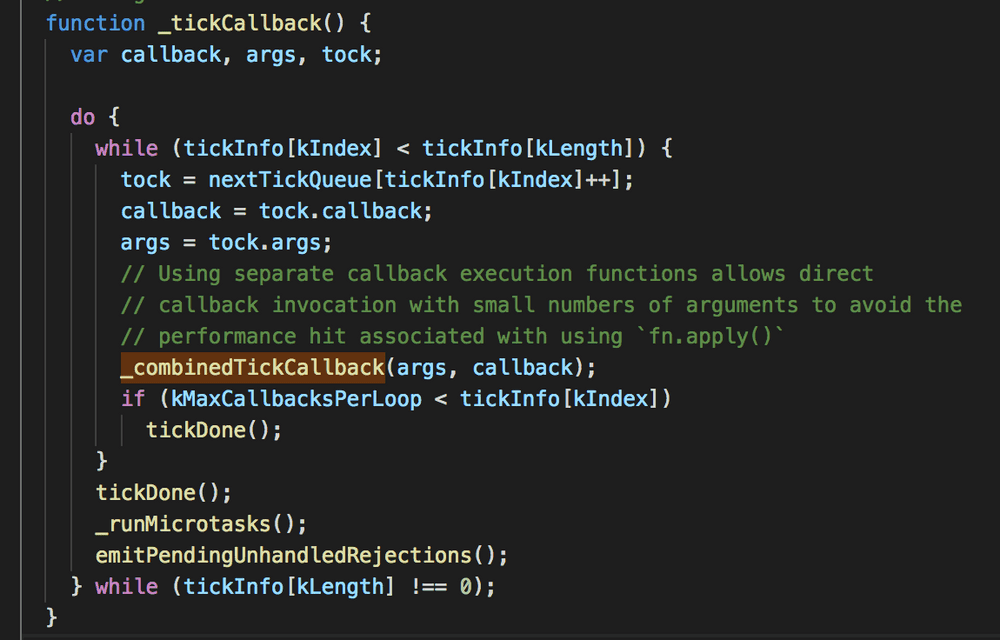 function _tickCallback() {
var callback, args, tock;
do {
while (tickInfo[kIndex] < tickInfo[kLength]) {
tock = nextTickQueue[tickInfo[kIndex]++];
callback = tock.callback;
args = tock.args;
// Using separate callback execution functions allows direct
// callback invocation with small numbers of arguments to avoid the
// performance hit associated with using `fn.apply()`
_combinedTickCallback(args, callback);
if (kMaxCallbacksPerLoop < tickInfo[kIndex])
tickDone();
}
tickDone();
_runMicrotasks();
emitPendingUnhandledRejections();
} while (tickInfo[kLength] !== 0);
}